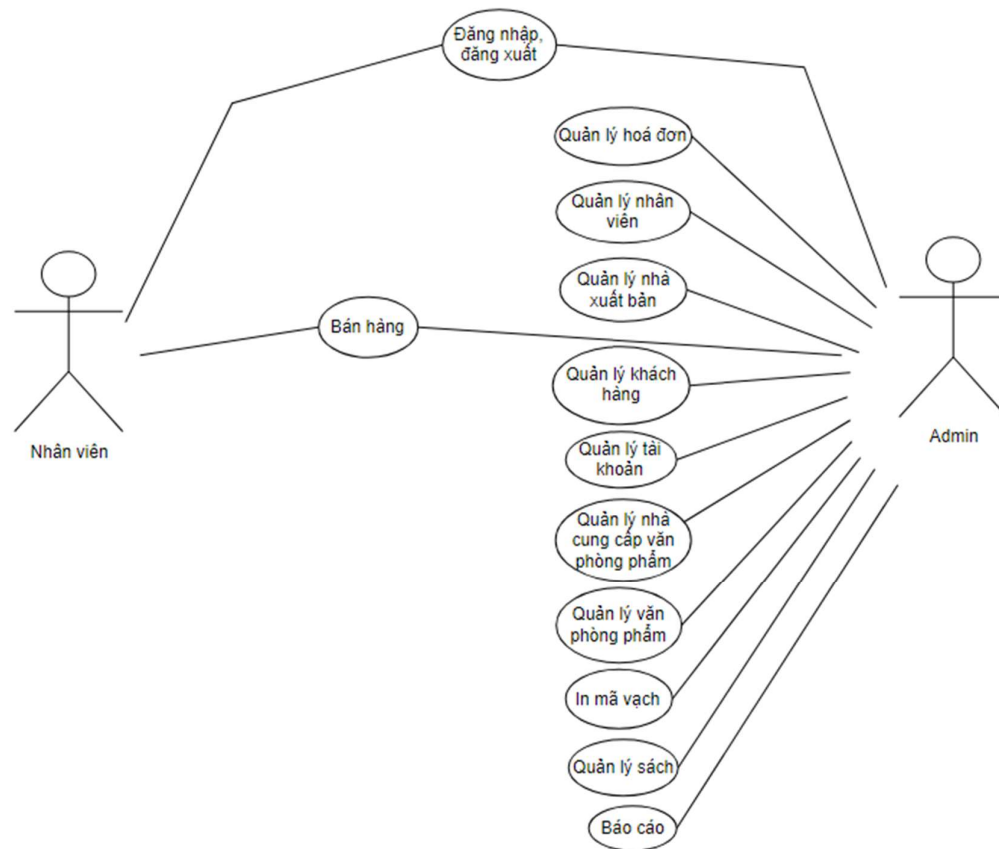 Đăng nhập,
đăng xuất
Quản lý hoá đơn
Quản lý nhân
viên
Quản lý nhà
xuất bản
Bán hàng
Quản lý khách
hàng
Nhân viên
Admin
Quản lý tài
khoản
Quản lý nhà
cung cấp văn
phòng phẩm
Quản lý văn
phòng phẩm
In mã vạch
Quản lý sách
Báo cáo